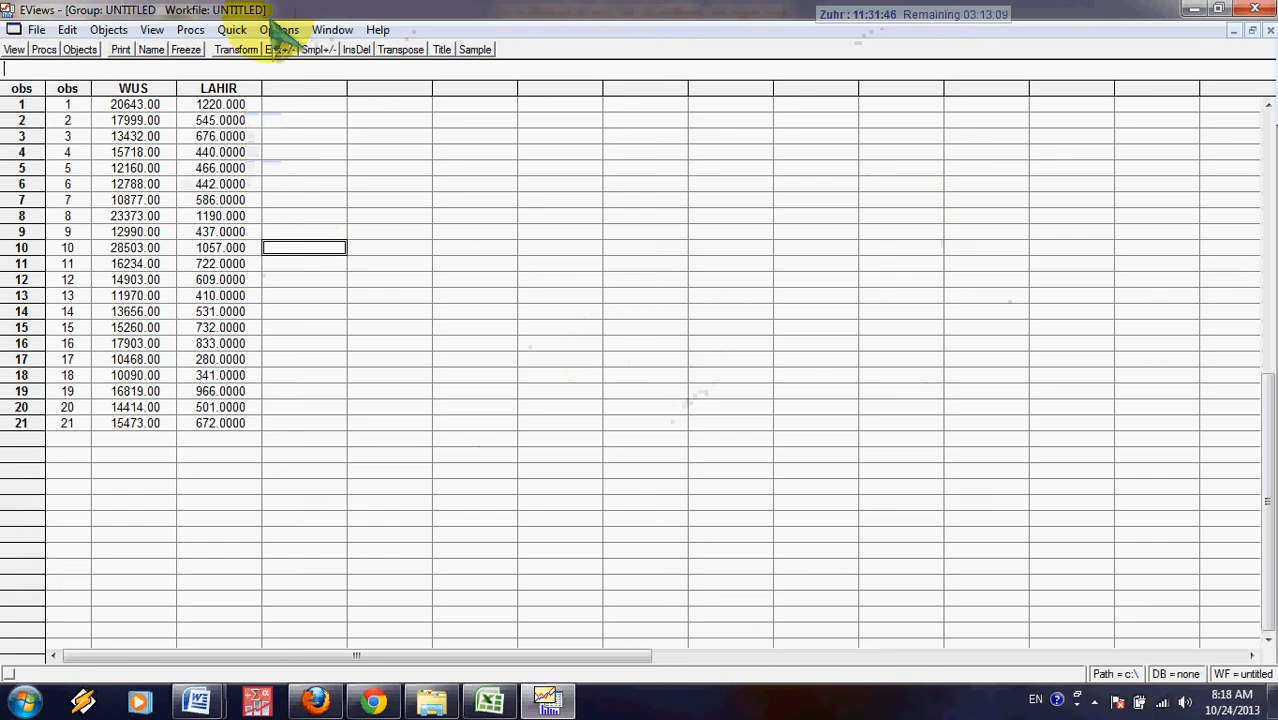 EViews - [Group: UNTITLED   Workfile: UNTITLED]
Zuhr : 11:31:46  Remaining 03:13:09
File Edit Objects View Procs Quick Options Window Help
View Procs Objects Print Name Freeze Transform Edit+/- Smpl+/- InsDel Transpose Title Sample
obs obs WUS LAHIR
1 1 20643.00 1220.000
2 2 17999.00 545.0000
3 3 13432.00 676.0000
4 4 15718.00 440.0000
5 5 12160.00 466.0000
6 6 12788.00 442.0000
7 7 10877.00 586.0000
8 8 23373.00 1190.000
9 9 12990.00 437.0000
10 10 28503.00 1057.000
11 11 16234.00 722.0000
12 12 14903.00 609.0000
13 13 11970.00 410.0000
14 14 13656.00 531.0000
15 15 15260.00 732.0000
16 16 17903.00 833.0000
17 17 10468.00 280.0000
18 18 10090.00 341.0000
19 19 16819.00 966.0000
20 20 14414.00 501.0000
21 21 15473.00 672.0000
Path = c:\ DB = none WF = untitled
EN 8:18 AM
10/24/2013